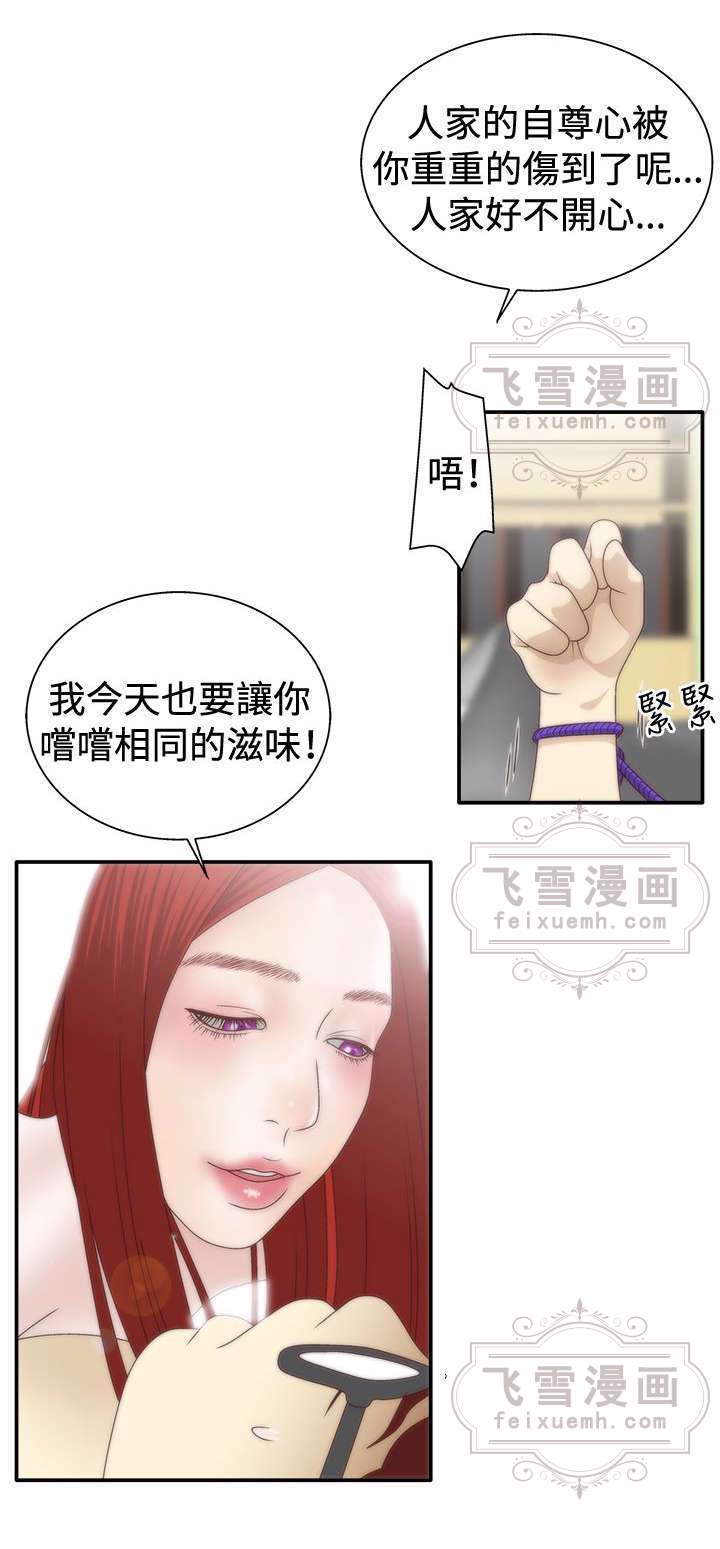 人家的自尊心被
你重重的傷到了呢...
人家好不開心...
飞雪漫画
feixuemh.com
唔!
緊 緊
我今天也要讓你
嚐嚐相同的滋味!
飞雪漫画
feixuemh.com
飞雪漫画
feixuemh.com